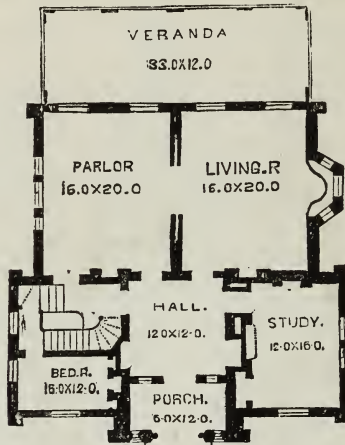 VERANDA
33.0X12.0
PARLOR
16.0X20.0
LIVING.R
16.0X20.0
HALL.
12.0X12.0.
STUDY.
12.0X16.0.
BED.R.
16.0X12.0.
PORCH.
6.0X12.0.